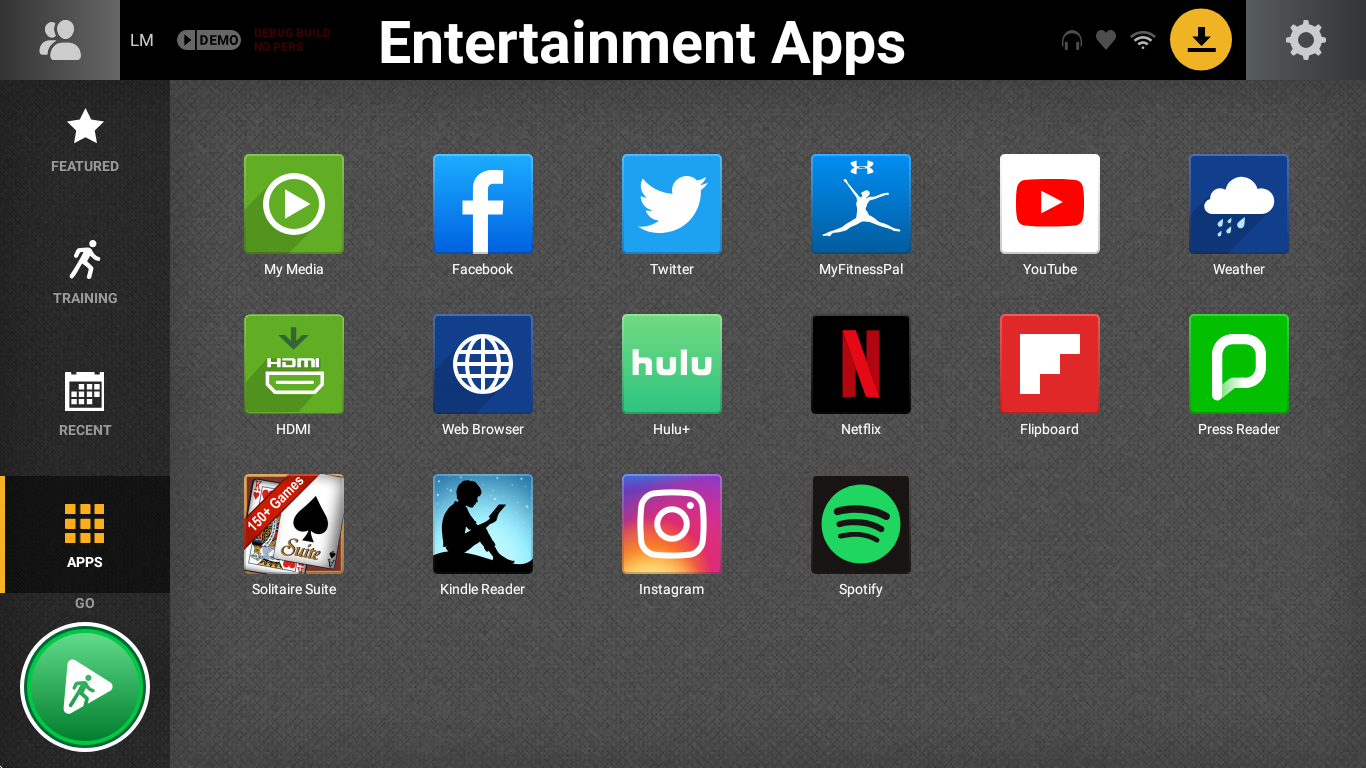 LM
DEMO
DEBUG BUILD
NO PERS
Entertainment Apps
FEATURED
TRAINING
RECENT
APPS
GO
My Media
Facebook
Twitter
MyFitnessPal
YouTube
Weather
HDMI
hulu
HDMI
Web Browser
Hulu+
Netflix
Flipboard
Press Reader
150+ Games
Suite
K
A
Solitaire Suite
Kindle Reader
Instagram
Spotify